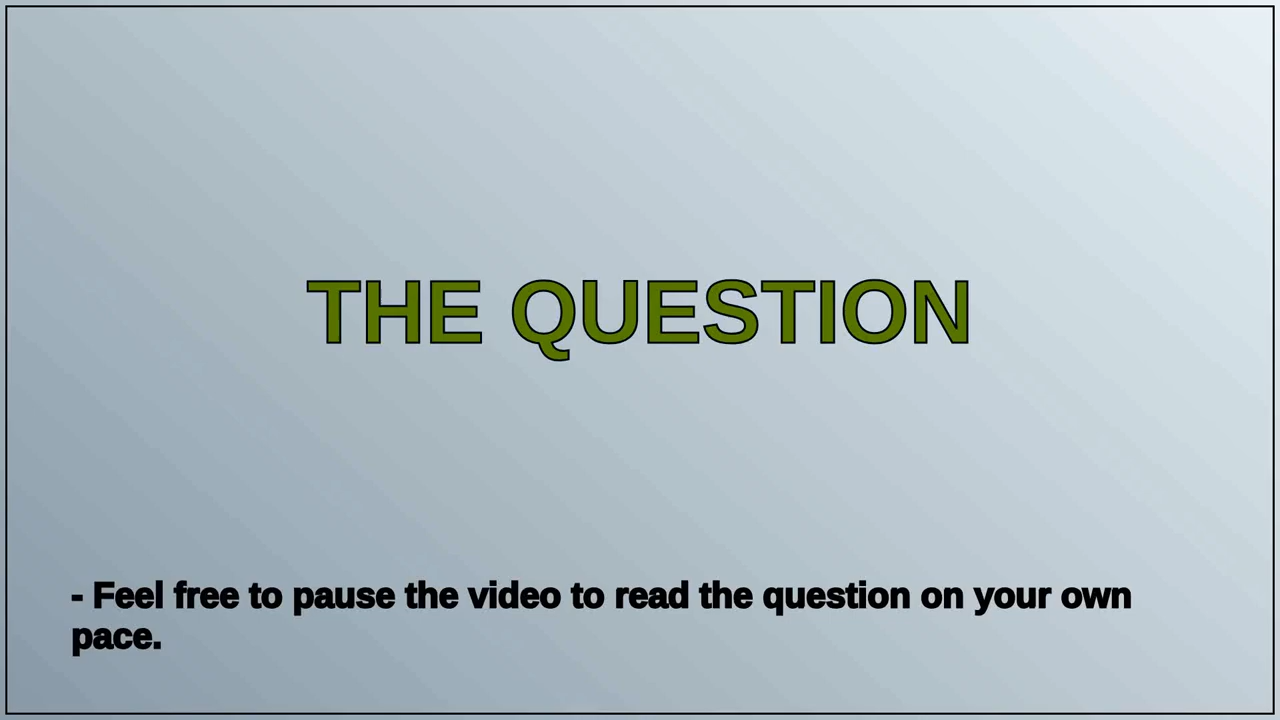 THE QUESTION
- Feel free to pause the video to read the question on your own
pace.